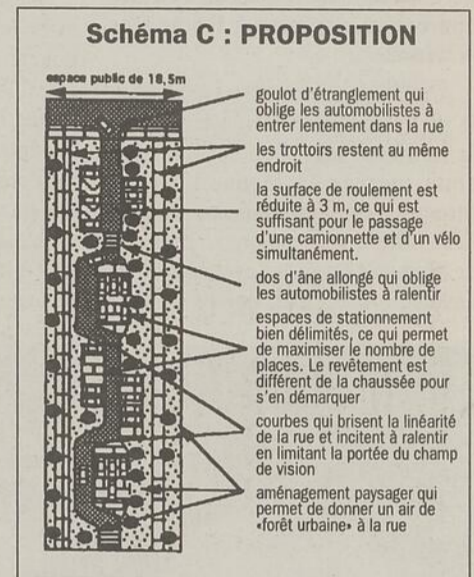 Schéma C : PROPOSITION
espace public de 18,5m
goulot d'étranglement qui
oblige les automobilistes à
entrer lentement dans la rue
les trottoirs restent au même
endroit
la surface de roulement est
réduite à 3 m, ce qui est
suffisant pour le passage
d'une camionnette et d'un vélo
simultanément.
dos d'âne allongé qui oblige
les automobilistes à ralentir
espaces de stationnement
bien délimités, ce qui permet
de maximiser le nombre de
places. Le revêtement est
différent de la chaussée pour
s'en démarquer
courbes qui brisent la linéarité
de la rue et incitent à ralentir
en limitant la portée du champ
de vision
aménagement paysager qui
permet de donner un air de
«forêt urbaine» à la rue